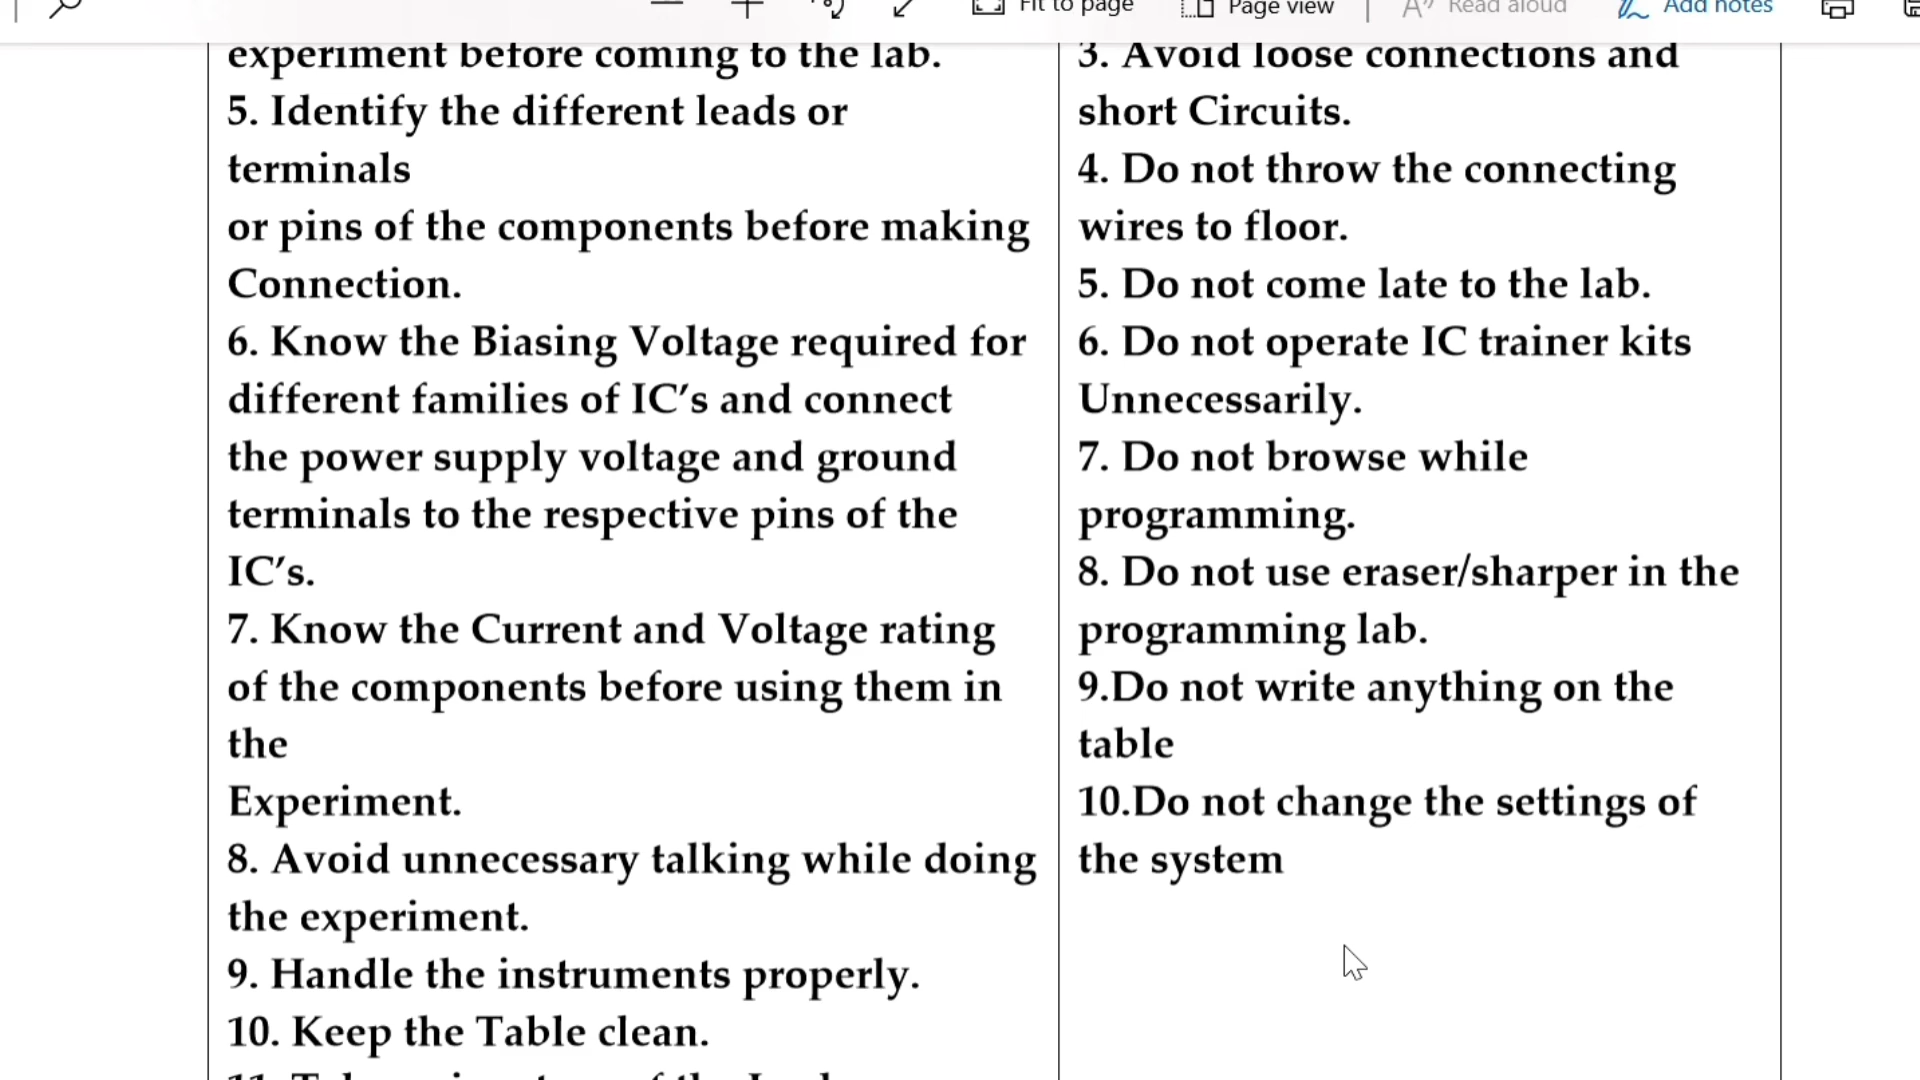 Fit to page
Page view
Read aloud
Add notes
experiment before coming to the lab.
5. Identify the different leads or
terminals
or pins of the components before making
Connection.
6. Know the Biasing Voltage required for
different families of IC’s and connect
the power supply voltage and ground
terminals to the respective pins of the
IC’s.
7. Know the Current and Voltage rating
of the components before using them in
the
Experiment.
8. Avoid unnecessary talking while doing
the experiment.
9. Handle the instruments properly.
10. Keep the Table clean.
3. Avoid loose connections and
short Circuits.
4. Do not throw the connecting
wires to floor.
5. Do not come late to the lab.
6. Do not operate IC trainer kits
Unnecessarily.
7. Do not browse while
programming.
8. Do not use eraser/sharper in the
programming lab.
9.Do not write anything on the
table
10.Do not change the settings of
the system